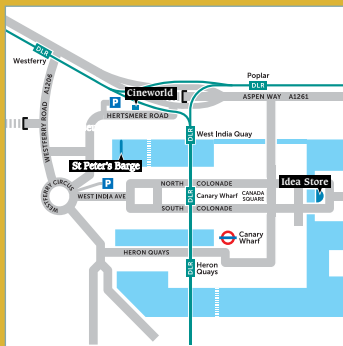 DLR
Westferry
A1206
WESTFERRY ROAD
Cineworld
P
HERTSMERE ROAD
Poplar
DLR
ASPEN WAY A1261
West India Quay
DLR
St Peter's Barge
P
WESTFERRY CIRCUS
WEST INDIA AVE
NORTH COLONADE
DLR
Canary Wharf
CANADA
SQUARE
SOUTH COLONADE
Idea Store
Canary
Wharf
HERON QUAYS
DLR
Heron
Quays